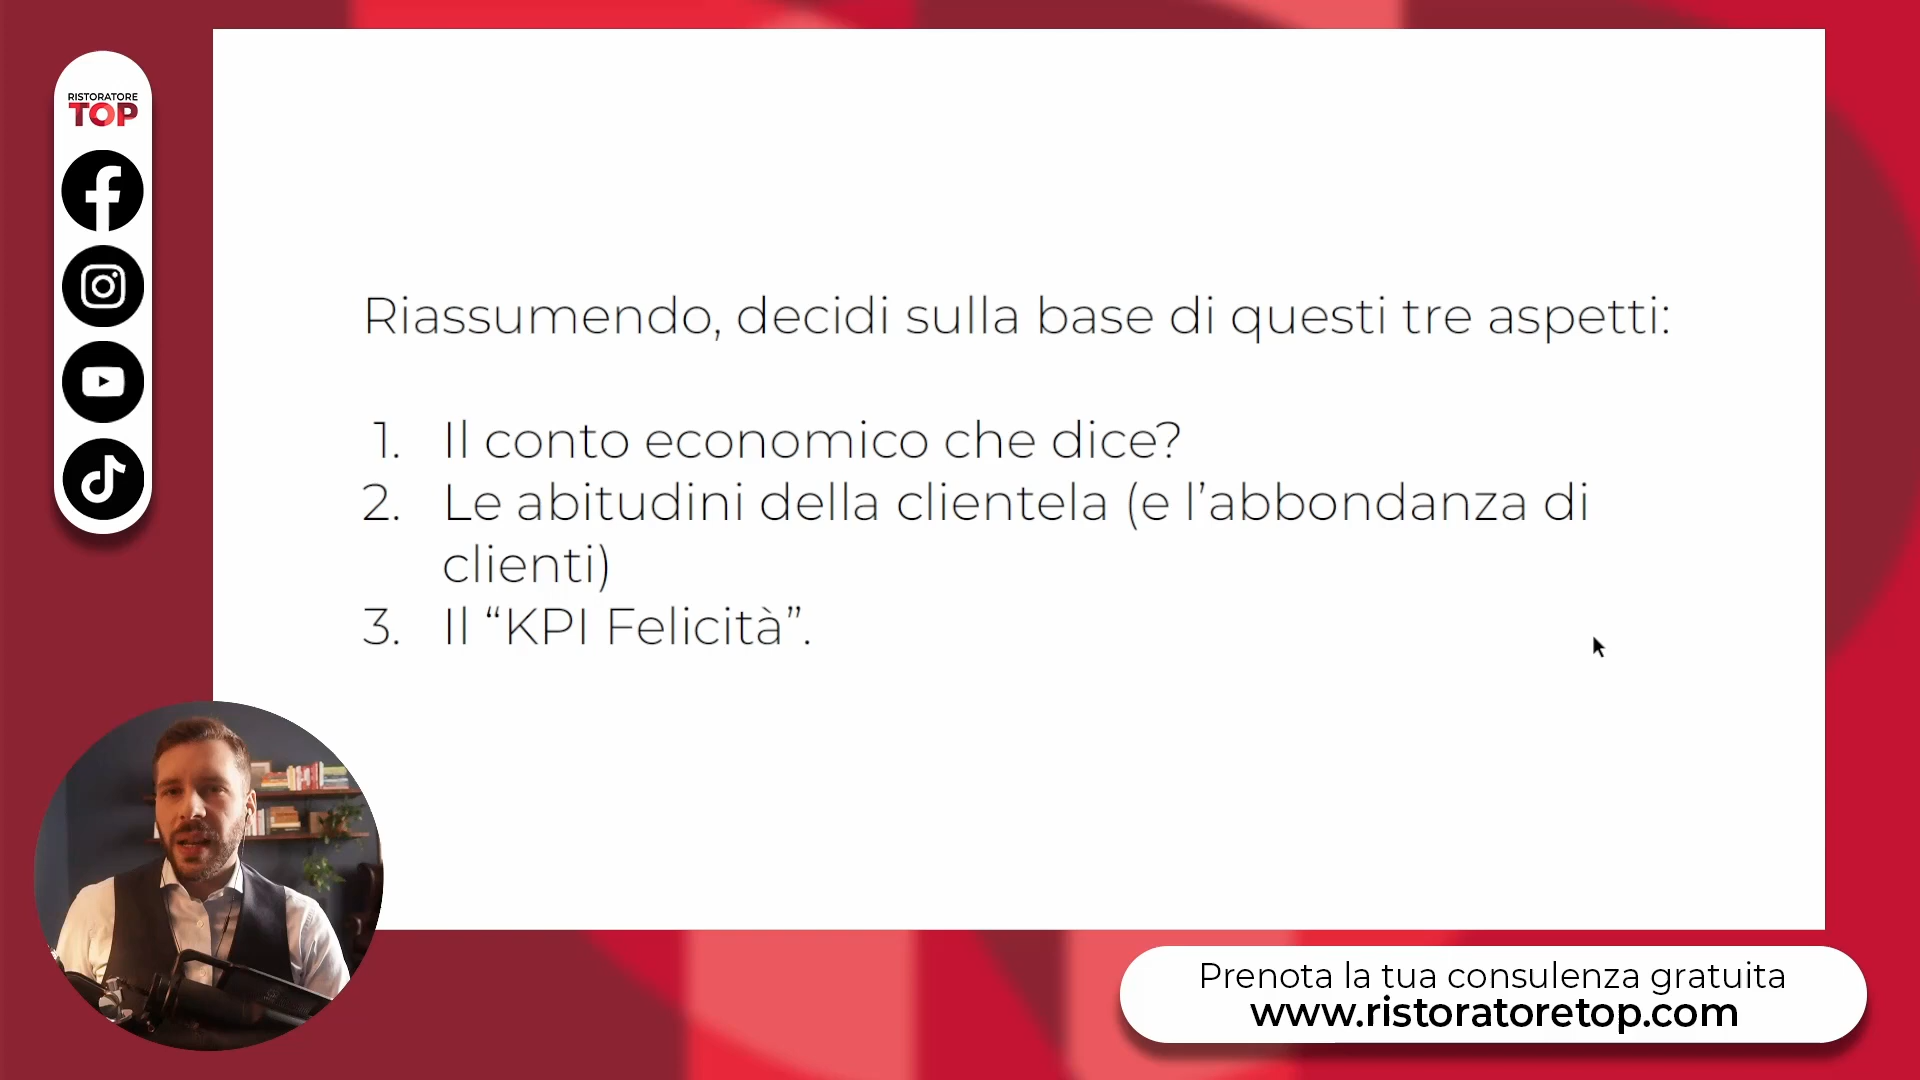 RISTORATORE
TOP
Riassumendo, decidi sulla base di questi tre aspetti:
1. Il conto economico che dice?
2. Le abitudini della clientela (e l’abbondanza di
clienti)
3. Il “KPI Felicità”.
Prenota la tua consulenza gratuita
www.ristoratoretop.com